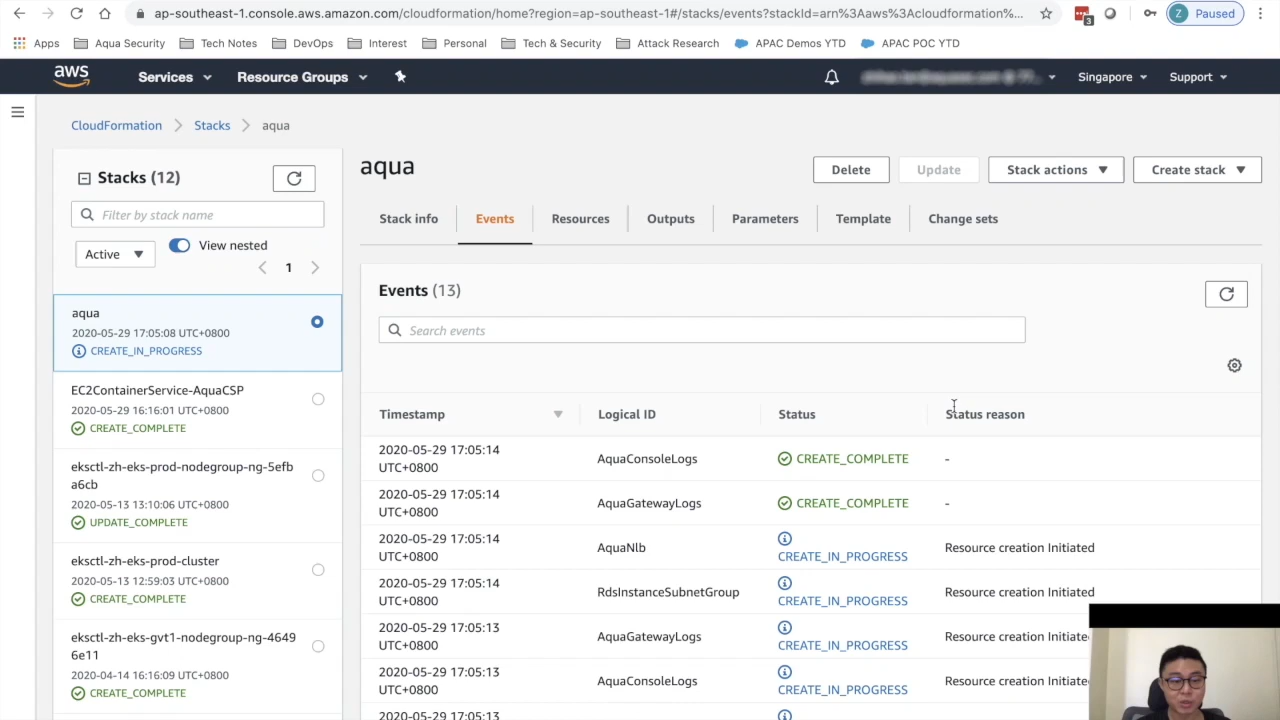 ap-southeast-1.console.aws.amazon.com/cloudformation/home?region=ap-southeast-1#/stacks/events?stackId=arn%3Aaws%3Acloudformation%...
3
Z Paused
Apps Aqua Security Tech Notes DevOps Interest Personal Tech & Security Attack Research APAC Demos YTD APAC POC YTD
aws Services Resource Groups Singapore Support
CloudFormation Stacks aqua
Stacks (12)
Filter by stack name
Active View nested
1
aqua
2020-05-29 17:05:08 UTC+0800
CREATE_IN_PROGRESS
EC2ContainerService-AquaCSP
2020-05-29 16:16:01 UTC+0800
CREATE_COMPLETE
eksctl-zh-eks-prod-nodegroup-ng-5efb
a6cb
2020-05-13 13:10:06 UTC+0800
UPDATE_COMPLETE
eksctl-zh-eks-prod-cluster
2020-05-13 12:59:03 UTC+0800
CREATE_COMPLETE
eksctl-zh-eks-gvt1-nodegroup-ng-4649
6e11
2020-04-14 16:16:09 UTC+0800
CREATE_COMPLETE
aqua
Delete Update Stack actions Create stack
Stack info Events Resources Outputs Parameters Template Change sets
Events (13)
Search events
Timestamp Logical ID Status Status reason
2020-05-29 17:05:14
UTC+0800 AquaConsoleLogs CREATE_COMPLETE -
2020-05-29 17:05:14
UTC+0800 AquaGatewayLogs CREATE_COMPLETE -
2020-05-29 17:05:14
UTC+0800 AquaNlb CREATE_IN_PROGRESS Resource creation Initiated
2020-05-29 17:05:14
UTC+0800 RdsInstanceSubnetGroup CREATE_IN_PROGRESS Resource creation Initiated
2020-05-29 17:05:13
UTC+0800 AquaGatewayLogs CREATE_IN_PROGRESS Resource creation Initiate
2020-05-29 17:05:13
UTC+0800 AquaConsoleLogs CREATE_IN_PROGRESS Resource creation Initiate
2020-05-29 17:05:13